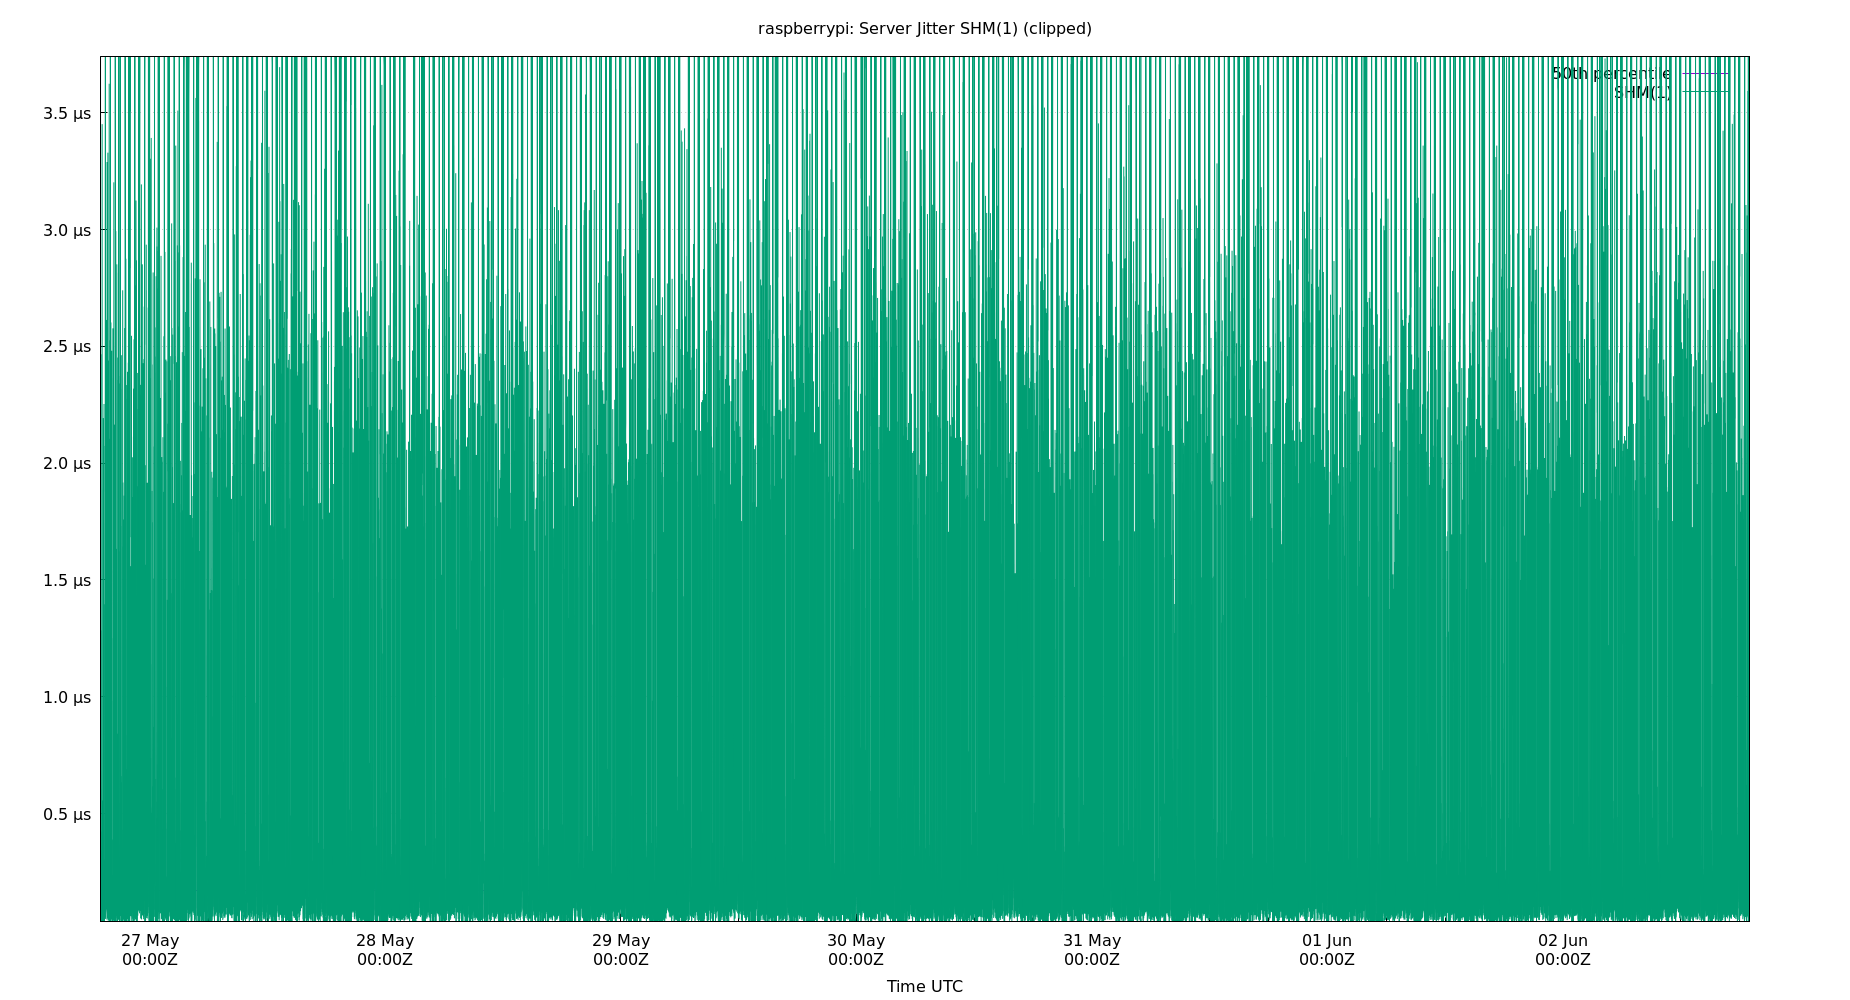 raspberrypi: Server Jitter SHM(1) (clipped)
50th percentile
SHM(1)
3.5 µs
3.0 µs
2.5 µs
2.0 µs
1.5 µs
1.0 µs
0.5 µs
27 May 28 May 29 May 30 May 31 May 01 Jun 02 Jun
00:00Z 00:00Z 00:00Z 00:00Z 00:00Z 00:00Z 00:00Z
Time UTC